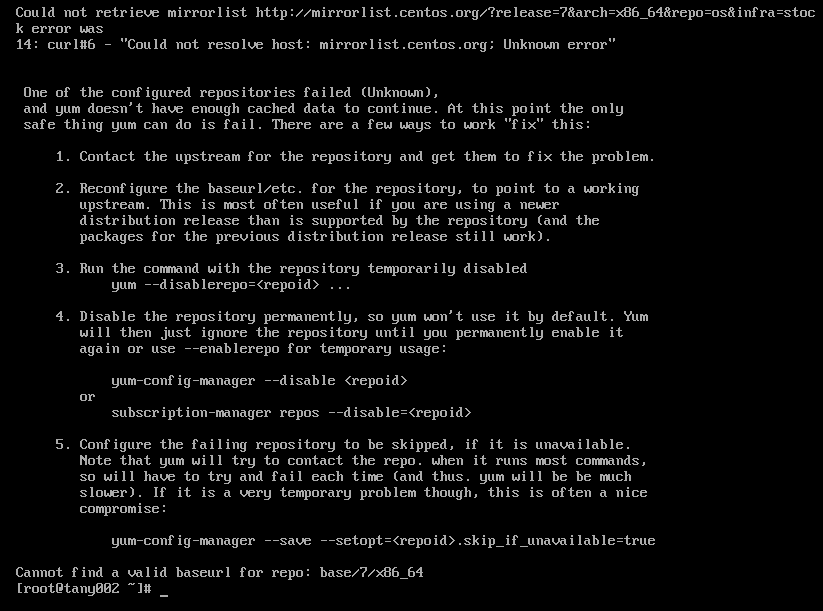 Could not retrieve mirrorlist http://mirrorlist.centos.org/?release=7&arch=x86_64&repo=os&infra=stoc
k error was
14: curl#6 - "Could not resolve host: mirrorlist.centos.org; Unknown error"
One of the configured repositories failed (Unknown),
and yum doesn't have enough cached data to continue. At this point the only
safe thing yum can do is fail. There are a few ways to work "fix" this:
1. Contact the upstream for the repository and get them to fix the problem.
2. Reconfigure the baseurl/etc. for the repository, to point to a working
upstream. This is most often useful if you are using a newer
distribution release than is supported by the repository (and the
packages for the previous distribution release still work).
3. Run the command with the repository temporarily disabled
yum --disablerepo=<repoid> ...
4. Disable the repository permanently, so yum won't use it by default. Yum
will then just ignore the repository until you permanently enable it
again or use --enablerepo for temporary usage:
yum-config-manager --disable <repoid>
or
subscription-manager repos --disable=<repoid>
5. Configure the failing repository to be skipped, if it is unavailable.
Note that yum will try to contact the repo. when it runs most commands,
so will have to try and fail each time (and thus. yum will be be much
slower). If it is a very temporary problem though, this is often a nice
compromise:
yum-config-manager --save --setopt=<repoid>.skip_if_unavailable=true
Cannot find a valid baseurl for repo: base/7/x86_64
[root@tany002 ~]# _